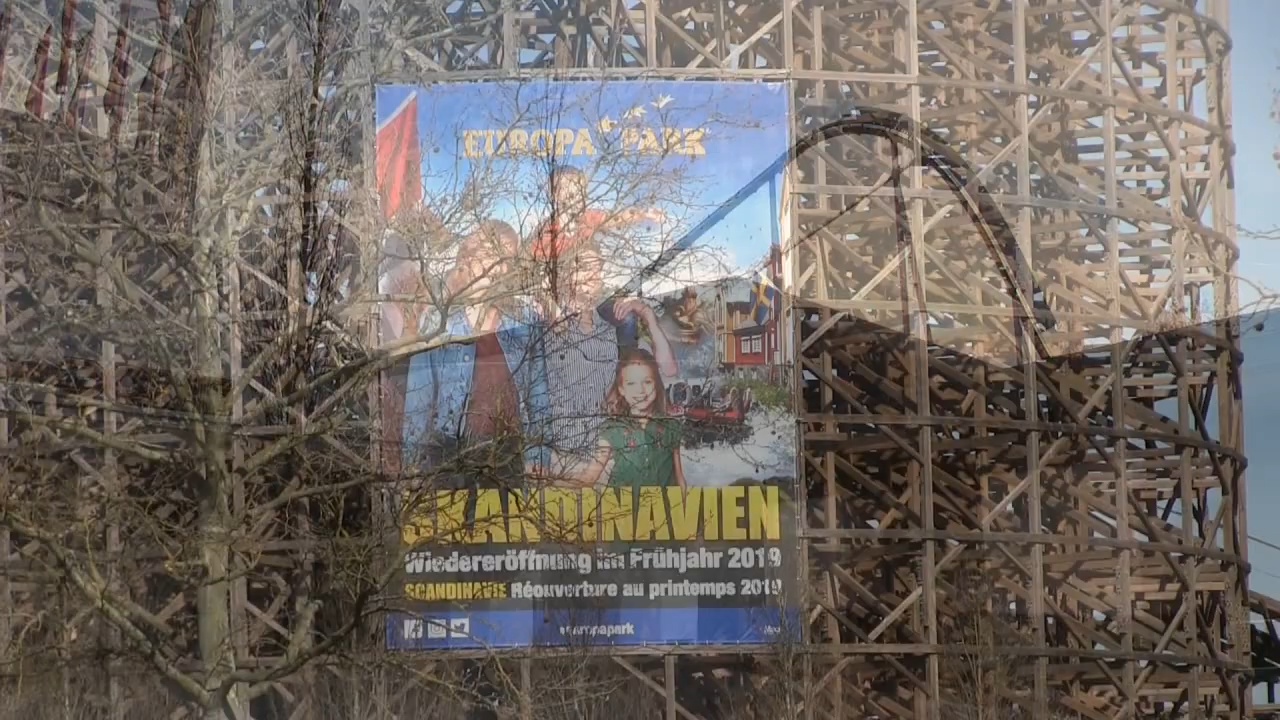 EUROPA PARK
SKANDINAVIEN
Wiedereröffnung im Frühjahr 2019
SCANDINAVIE Réouverture au printemps 2019
#europapark